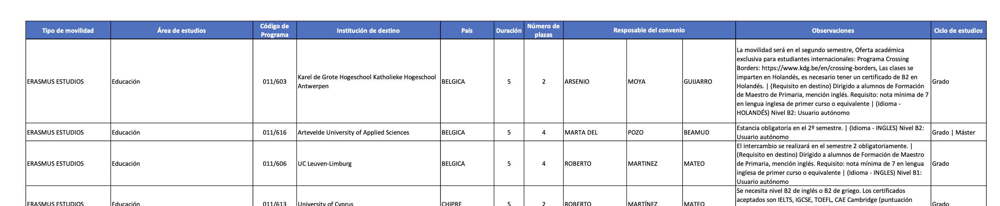 Tipo de movilidad
Área de estudios
Código de
Programa
Institución de destino
País
Duración
Número de
plazas
Resposable del convenio
Observaciones
Ciclo de estudios
ERASMUS ESTUDIOS
Educación
011/603
Karel de Grote Hogeschool Katholieke Hogeschool
Antwerpen
BELGICA
5
2
ARSENIO
MOYA
GUIJARRO
La movilidad será en el segundo semestre, Oferta académica
exclusiva para estudiantes internacionales: Programa Crossing
Borders: https://www.kdg.be/en/crossing-borders, Las clases se
imparten en Holandés, es necesario tener un certificado de B2 en
Holandés. | (Requisito en destino) Dirigido a alumnos de Formación
de Maestro de Primaria, mención inglés. Requisito: nota mínima de 7
en lengua inglesa de primer curso o equivalente | (Idioma -
HOLANDÉS) Nivel B2: Usuario autónomo
Grado
ERASMUS ESTUDIOS
Educación
011/616
Artevelde University of Applied Sciences
BELGICA
5
4
MARTA DEL
POZO
BEAMUD
Estancia obligatoria en el 2º semestre. | (Idioma - INGLES) Nivel B2:
Usuario autónomo
Grado | Máster
ERASMUS ESTUDIOS
Educación
011/606
UC Leuven-Limburg
BELGICA
5
4
ROBERTO
MARTINEZ
MATEO
El intercambio se realizará en el semestre 2 obligatoriamente. |
(Requisito en destino) Dirigido a alumnos de Formación de Maestro
de Primaria, mención inglés. Requisito: nota mínima de 7 en lengua
inglesa de primer curso o equivalente | (Idioma - INGLES) Nivel B1:
Usuario autónomo
Grado
ERASMUS ESTUDIOS
Educación
011/613
University of Cyprus
CHIPRE
5
2
ROBERTO
MARTÍNEZ
MATEO
Se necesita nivel B2 de inglés o B2 de griego. Los certificados
aceptados son IELTS, IGCSE, TOEFL, CAE Cambridge (puntuación
Grado